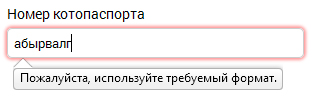 Номер котопаспорта
абырвалг
Пожалуйста, используйте требуемый формат.